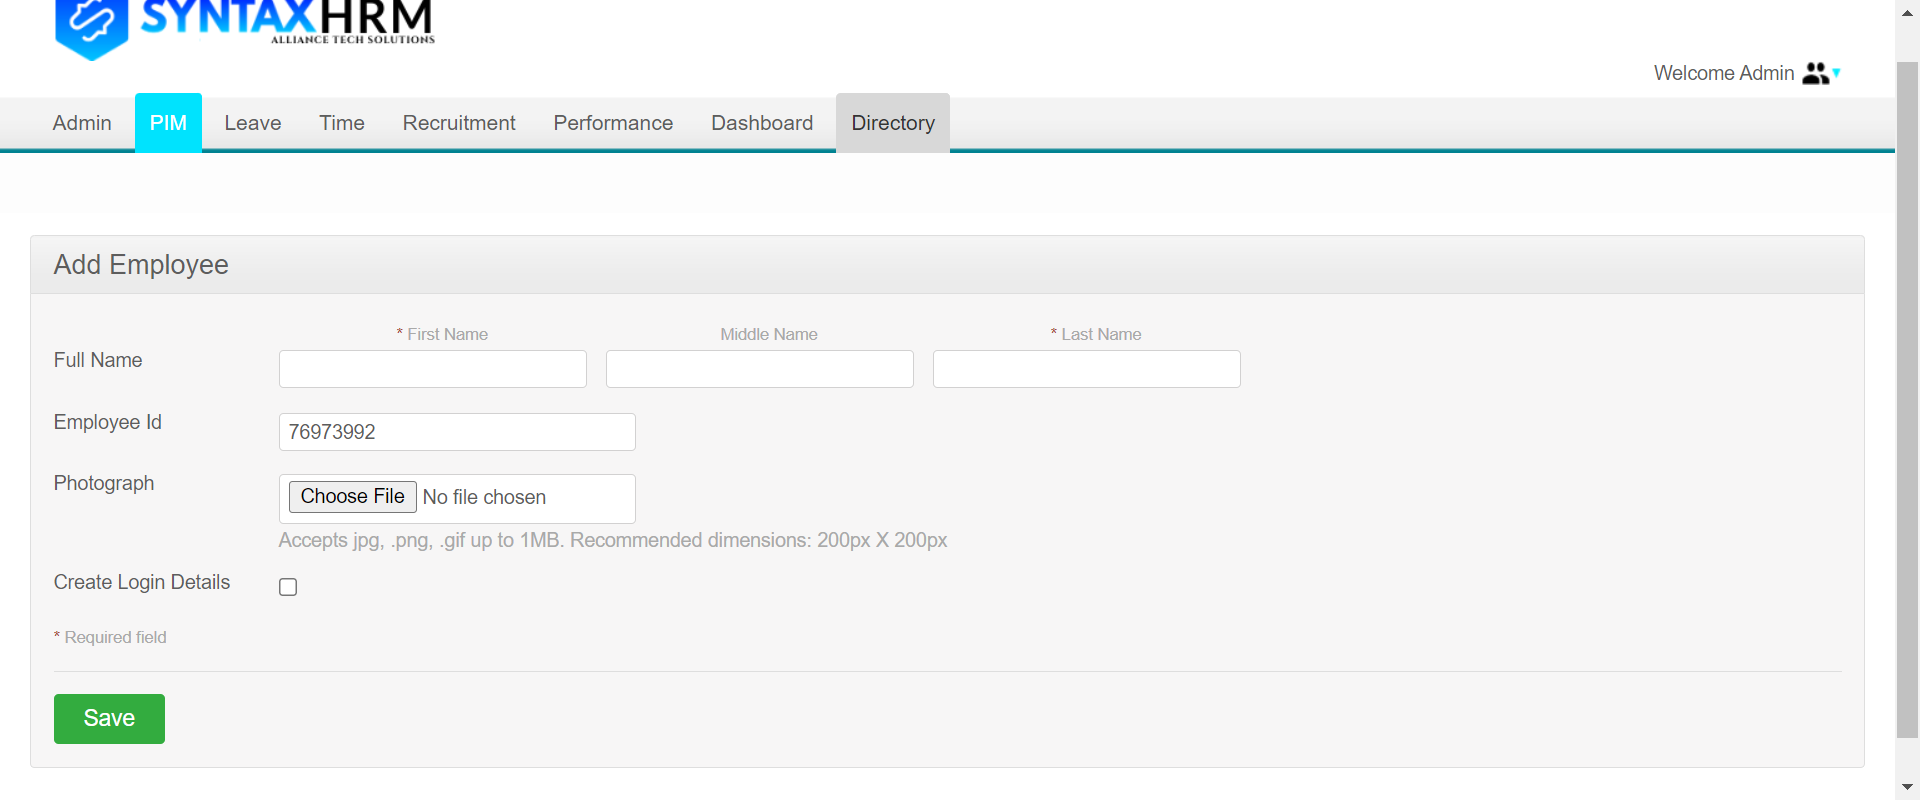 SYNTAXHRM
ALLIANCE TECH SOLUTIONS
Welcome Admin
Admin PIM Leave Time Recruitment Performance Dashboard Directory
Add Employee
* First Name Middle Name * Last Name
Full Name
Employee Id 76973992
Photograph Choose File No file chosen
Accepts jpg, .png, .gif up to 1MB. Recommended dimensions: 200px X 200px
Create Login Details
* Required field
Save